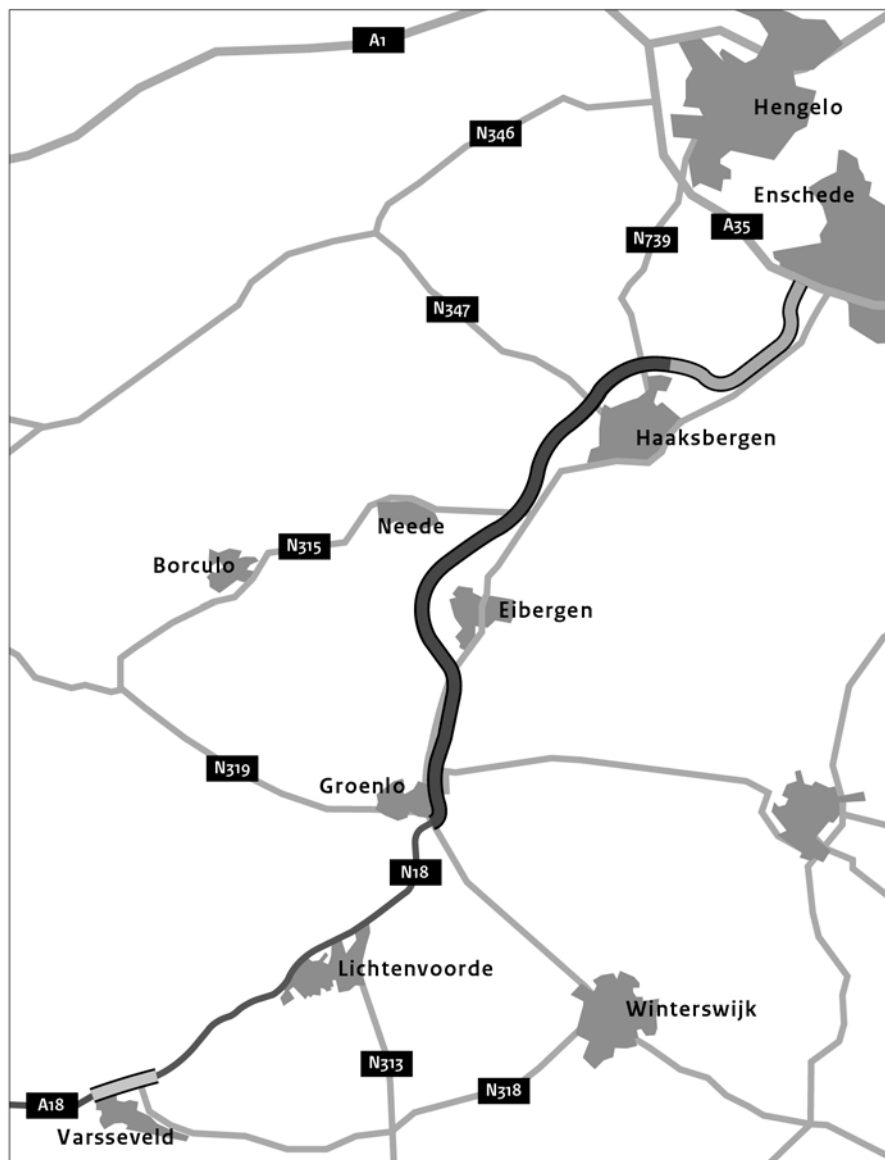 A1
Hengelo
N346
Enschede
A35
N739
N347
Haaksbergen
Neede
N315
Borculo
Eibergen
N319
Groenlo
N18
Lichtenvoorde
Winterswijk
N313
N318
A18
Varsseveld